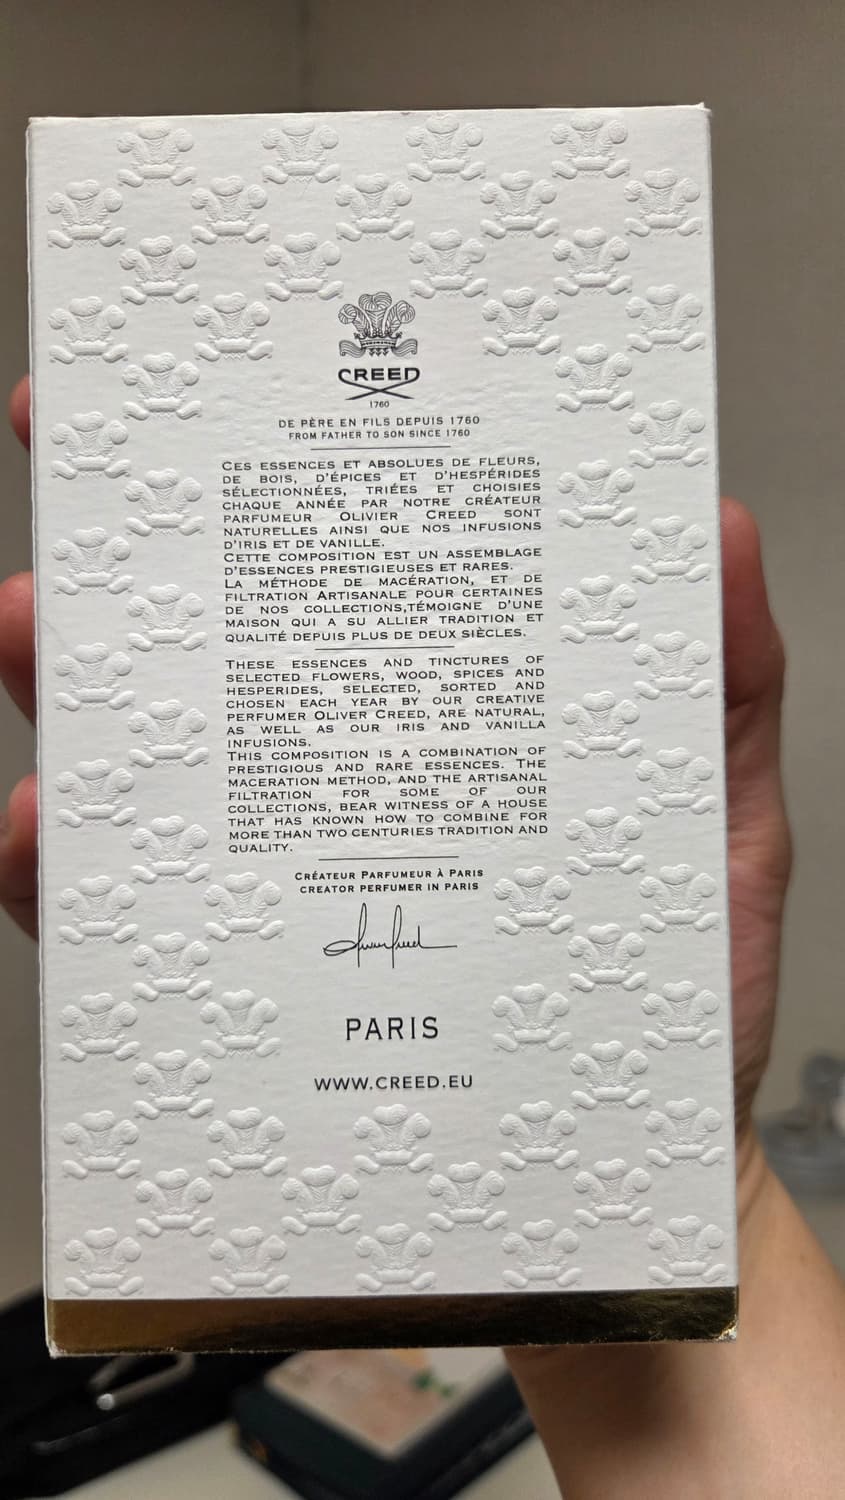 CREED
1760
DE PÈRE EN FILS DEPUIS 1760
FROM FATHER TO SON SINCE 1760
CES ESSENCES ET ABSOLUES DE FLEURS,
DE BOIS, D'ÉPICES ET D'HESPÉRIDES
SÉLECTIONNÉES, TRIÉES ET CHOISIES
CHAQUE ANNÉE PAR NOTRE CRÉATEUR
PARFUMEUR OLIVIER CREED SONT
NATURELLES AINSI QUE NOS INFUSIONS
D'IRIS ET DE VANILLE.
CETTE COMPOSITION EST UN ASSEMBLAGE
D'ESSENCES PRESTIGIEUSES ET RARES.
LA MÉTHODE DE MACÉRATION, ET DE
FILTRATION ARTISANALE POUR CERTAINES
DE NOS COLLECTIONS,TÉMOIGNE D'UNE
MAISON QUI A SU ALLIER TRADITION ET
QUALITÉ DEPUIS PLUS DE DEUX SIÈCLES.
THESE ESSENCES AND TINCTURES OF
SELECTED FLOWERS, WOOD, SPICES AND
HESPERIDES, SELECTED, SORTED AND
CHOSEN EACH YEAR BY OUR CREATIVE
PERFUMER OLIVER CREED, ARE NATURAL,
AS WELL AS OUR IRIS AND VANILLA
INFUSIONS.
THIS COMPOSITION IS A COMBINATION OF
PRESTIGIOUS AND RARE ESSENCES. THE
MACERATION METHOD, AND THE ARTISANAL
FILTRATION FOR SOME OF OUR
COLLECTIONS, BEAR WITNESS OF A HOUSE
THAT HAS KNOWN HOW TO COMBINE FOR
MORE THAN TWO CENTURIES TRADITION AND
QUALITY.
CRÉATEUR PARFUMEUR À PARIS
CREATOR PERFUMER IN PARIS
PARIS
WWW.CREED.EU